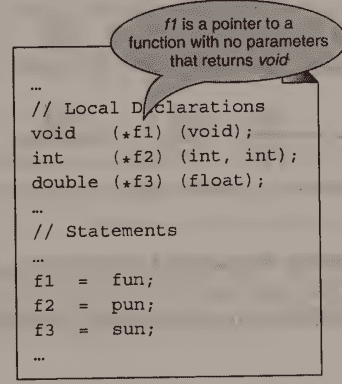 f1 is a pointer to a
function with no parameters
that returns void
...
// Local Declarations
void (*f1) (void);
int (*f2) (int, int);
double (*f3) (float);
...
// Statements
...
f1 = fun;
f2 = pun;
f3 = sun;
...